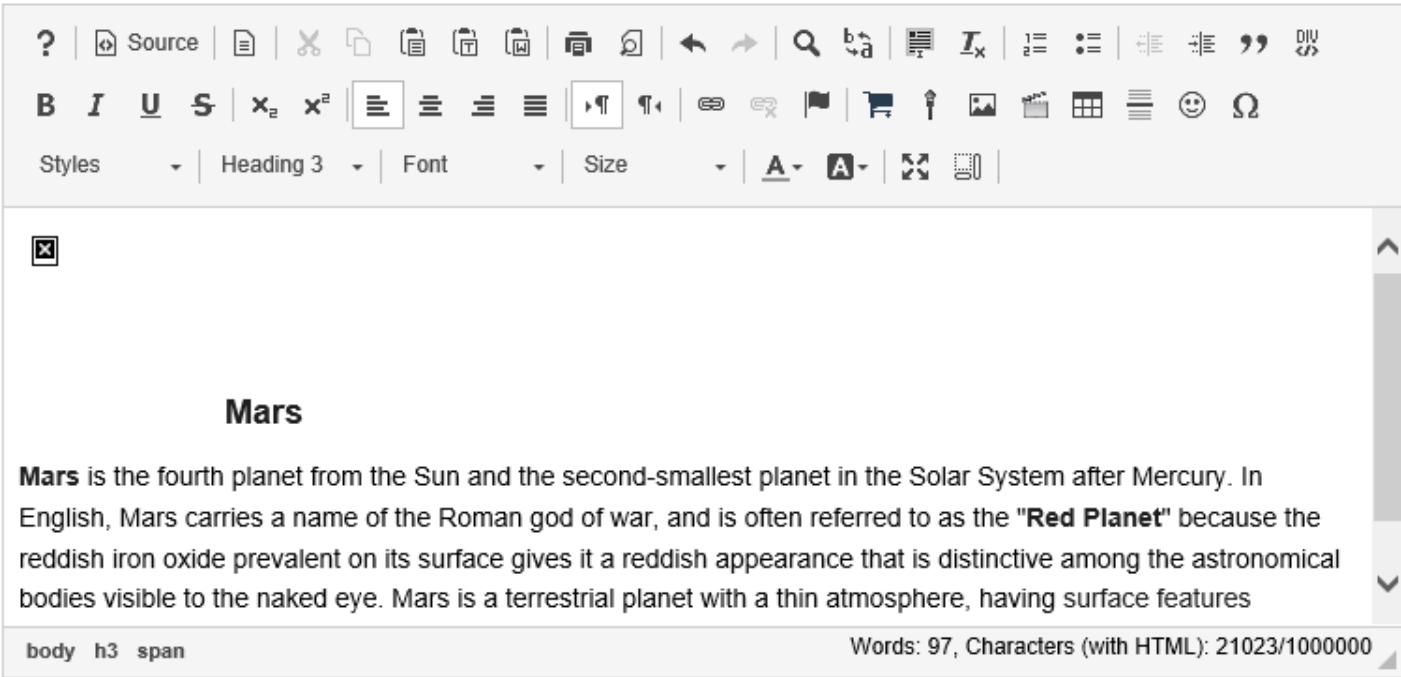 ? Source
B I U S x₂ x² Ω
Styles Heading 3 Font Size A A
Mars
Mars is the fourth planet from the Sun and the second-smallest planet in the Solar System after Mercury. In
English, Mars carries a name of the Roman god of war, and is often referred to as the "Red Planet" because the
reddish iron oxide prevalent on its surface gives it a reddish appearance that is distinctive among the astronomical
bodies visible to the naked eye. Mars is a terrestrial planet with a thin atmosphere, having surface features
body h3 span Words: 97, Characters (with HTML): 21023/1000000